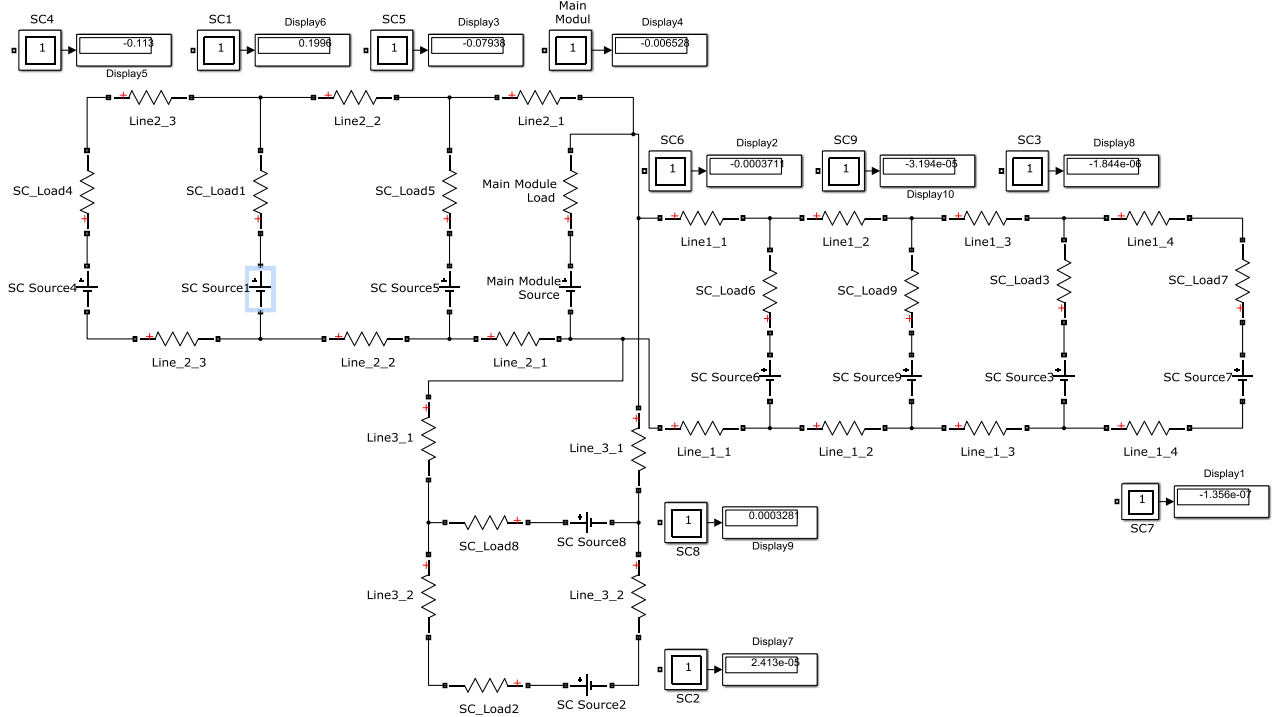 SC4
1
-0.113
Display5
SC1
1
Display6
0.1996
SC5
1
Display3
-0.07938
Main
Modul
1
Display4
-0.006528
Line2_3
Line2_2
Line2_1
SC_Load4
SC_Load1
SC_Load5
Main Module
Load
SC Source4
SC Source1
SC Source5
Main Module
Source
Line_2_3
Line_2_2
Line_2_1
SC6
1
Display2
-0.0003711
SC9
1
-3.194e-05
Display10
SC3
1
Display8
-1.844e-06
Line1_1
Line1_2
Line1_3
Line1_4
SC_Load6
SC_Load9
SC_Load3
SC_Load7
SC Source6
SC Source9
SC Source3
SC Source7
Line_1_1
Line_1_2
Line_1_3
Line_1_4
1
SC7
Display1
-1.356e-07
Line3_1
Line_3_1
SC_Load8
SC Source8
1
SC8
0.0003281
Display9
Line3_2
Line_3_2
SC_Load2
SC Source2
1
SC2
Display7
2.413e-05